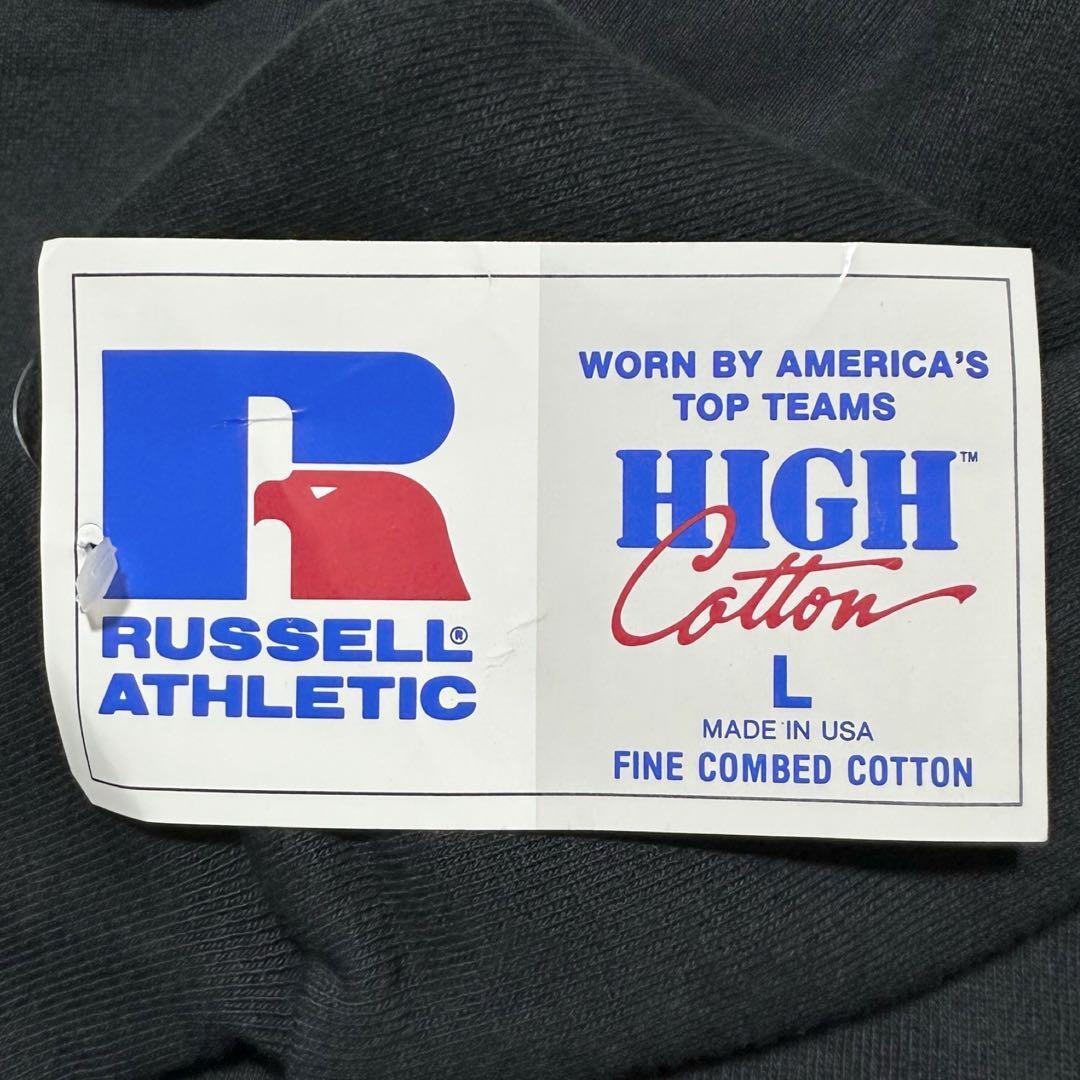 R
RUSSELL®
ATHLETIC
WORN BY AMERICA'S
TOP TEAMS
HIGH™
Cotton
L
MADE IN USA
FINE COMBED COTTON